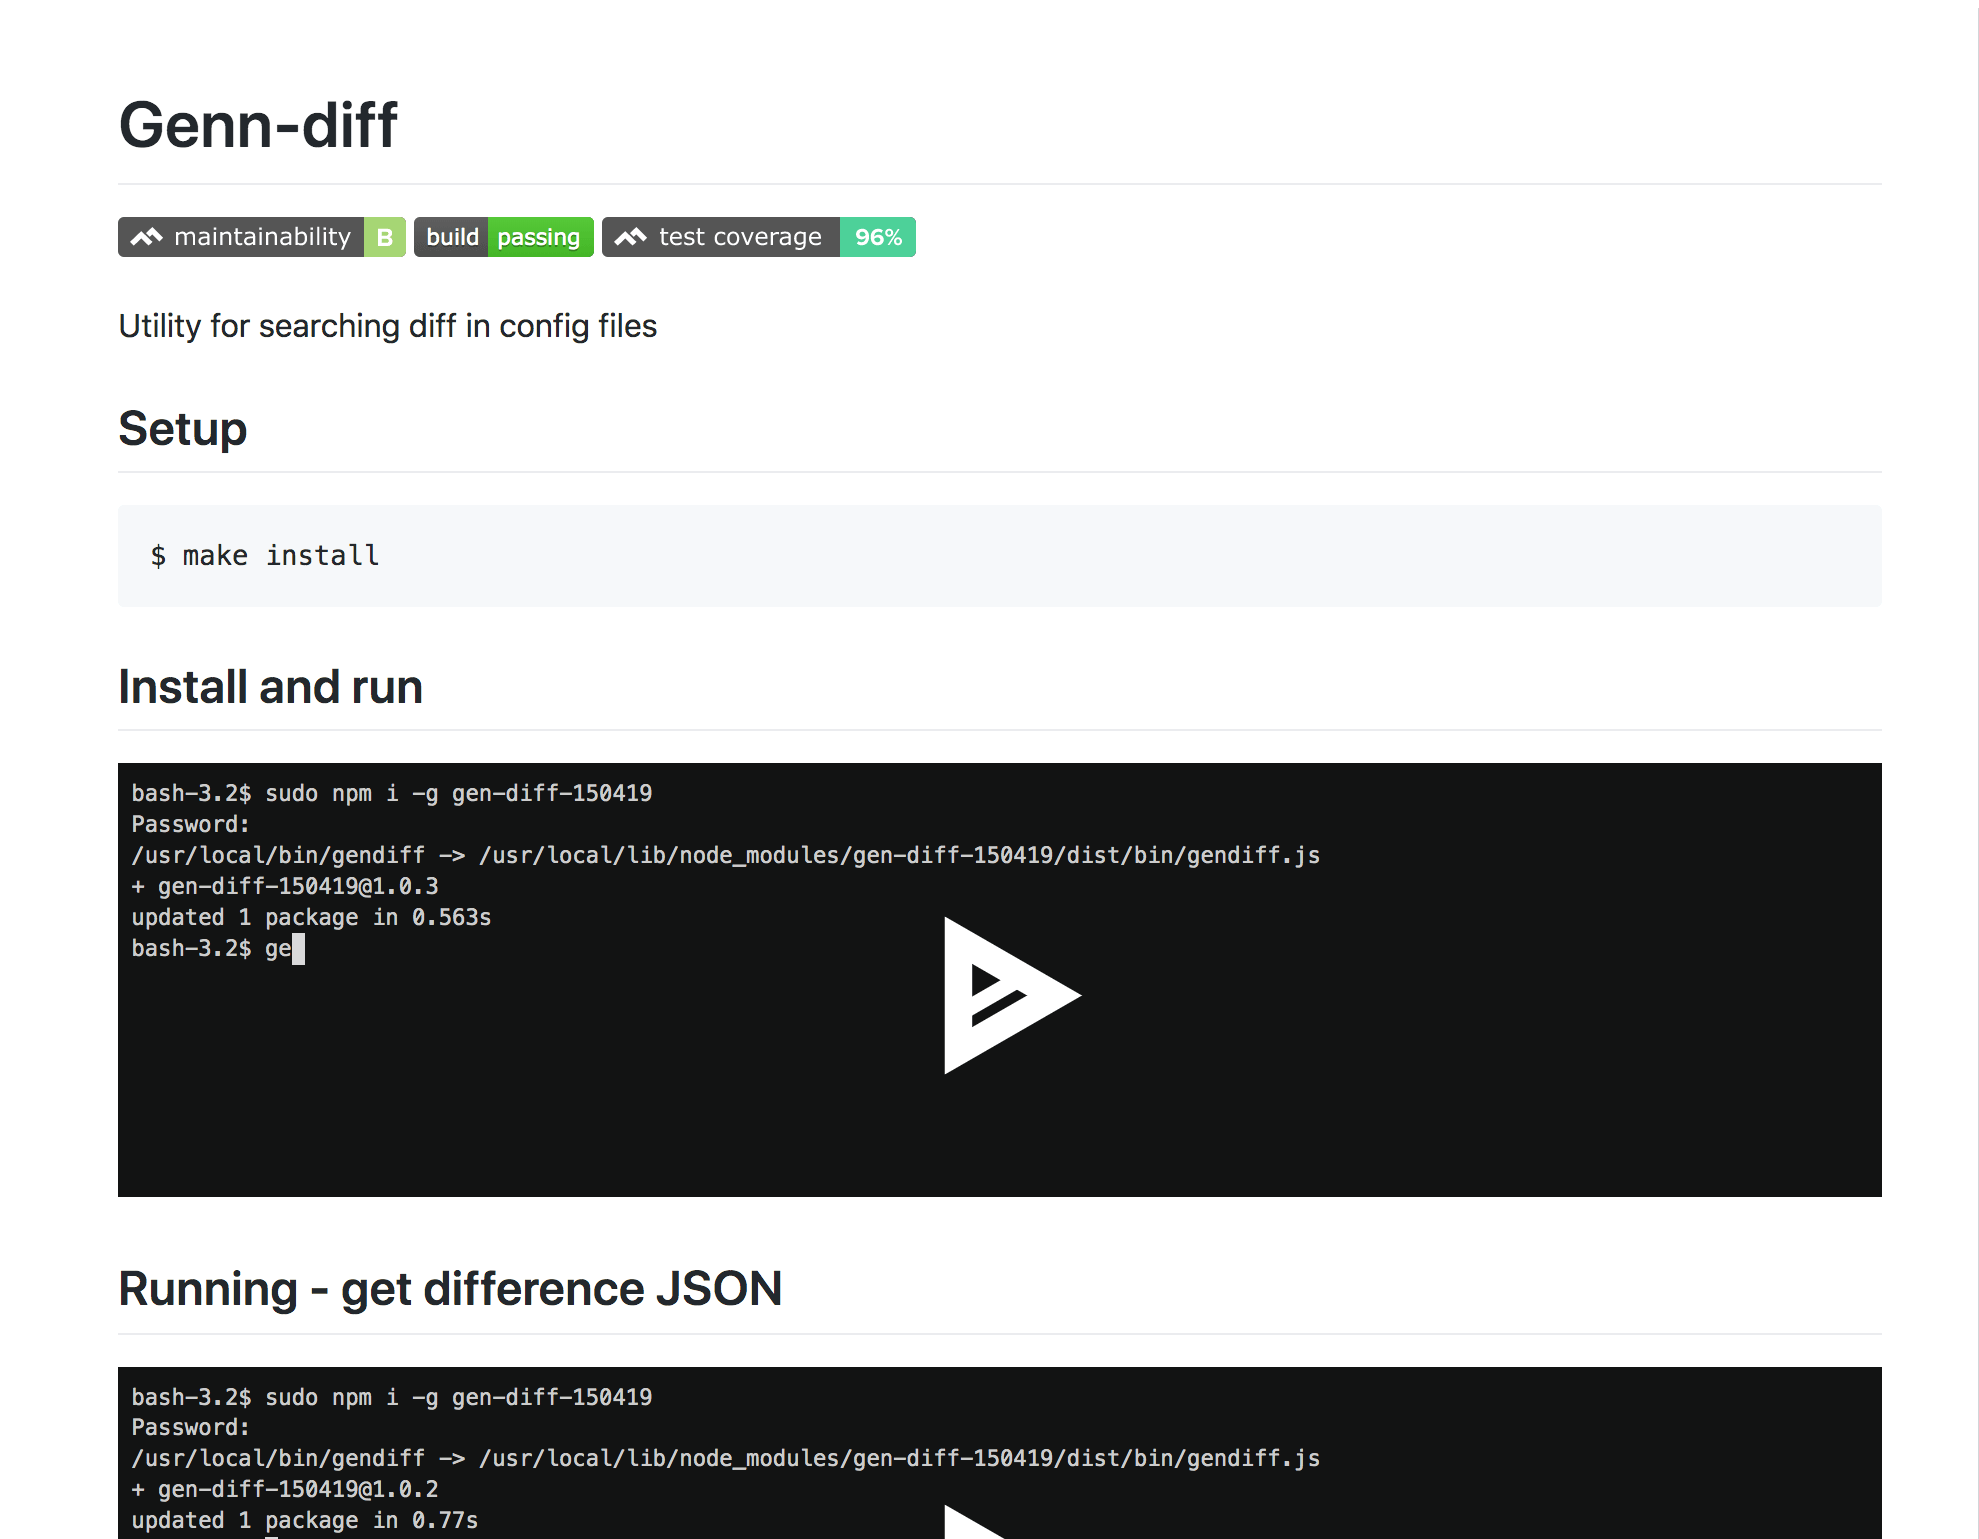 Genn-diff
maintainability B build passing test coverage 96%
Utility for searching diff in config files
Setup
$ make install
Install and run
bash-3.2$ sudo npm i -g gen-diff-150419
Password:
/usr/local/bin/gendiff -> /usr/local/lib/node_modules/gen-diff-150419/dist/bin/gendiff.js
+ gen-diff-150419@1.0.3
updated 1 package in 0.563s
bash-3.2$ ge
Running - get difference JSON
bash-3.2$ sudo npm i -g gen-diff-150419
Password:
/usr/local/bin/gendiff -> /usr/local/lib/node_modules/gen-diff-150419/dist/bin/gendiff.js
+ gen-diff-150419@1.0.2
updated 1 package in 0.77s